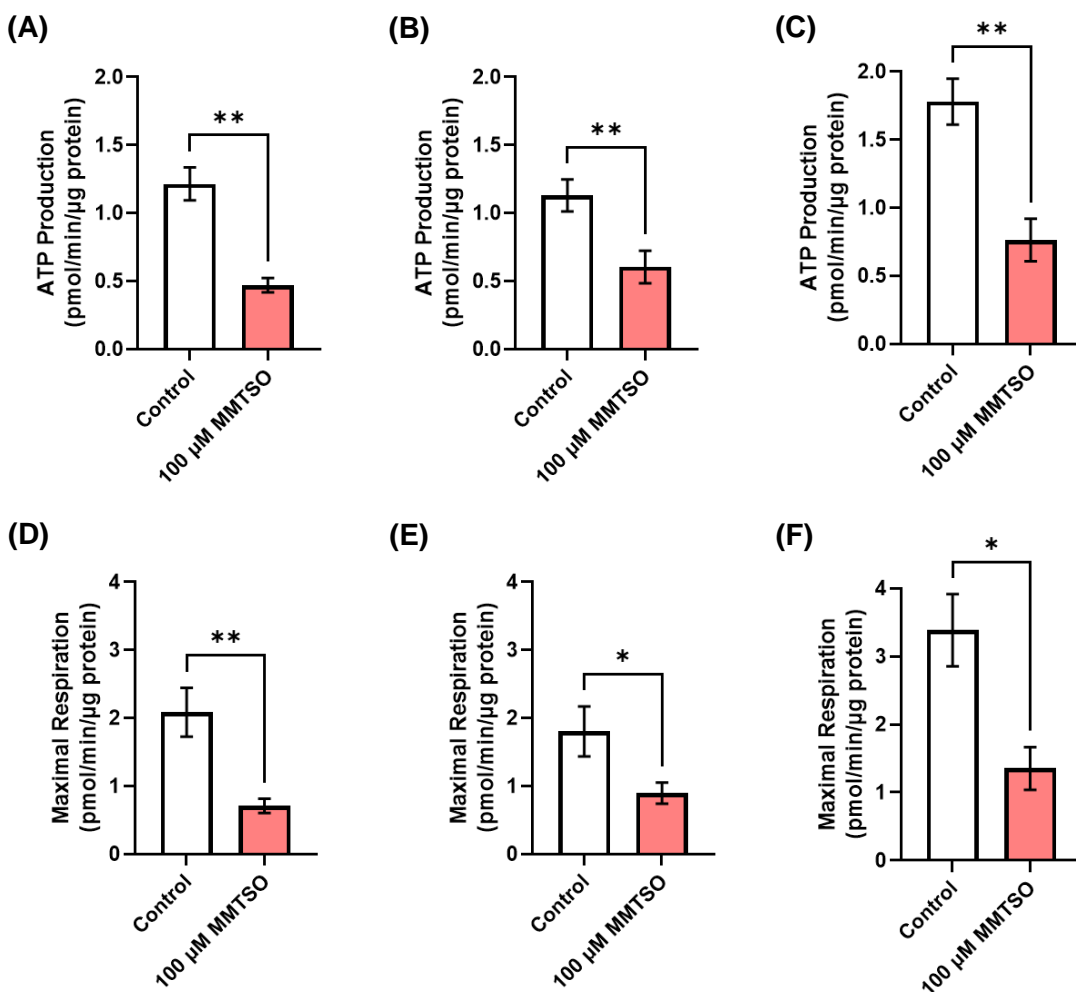 (A)
ATP Production
(pmol/min/µg protein)
2.0
1.5
1.0
0.5
0.0
**
Control
100 µM MMTSO
(B)
ATP Production
(pmol/min/µg protein)
2.0
1.5
1.0
0.5
0.0
**
Control
100 µM MMTSO
(C)
ATP Production
(pmol/min/µg protein)
2.0
1.5
1.0
0.5
0.0
**
Control
100 µM MMTSO
(D)
Maximal Respiration
(pmol/min/µg protein)
4
3
2
1
0
**
Control
100 µM MMTSO
(E)
Maximal Respiration
(pmol/min/µg protein)
4
3
2
1
0
*
Control
100 µM MMTSO
(F)
Maximal Respiration
(pmol/min/µg protein)
4
3
2
1
0
*
Control
100 µM MMTSO